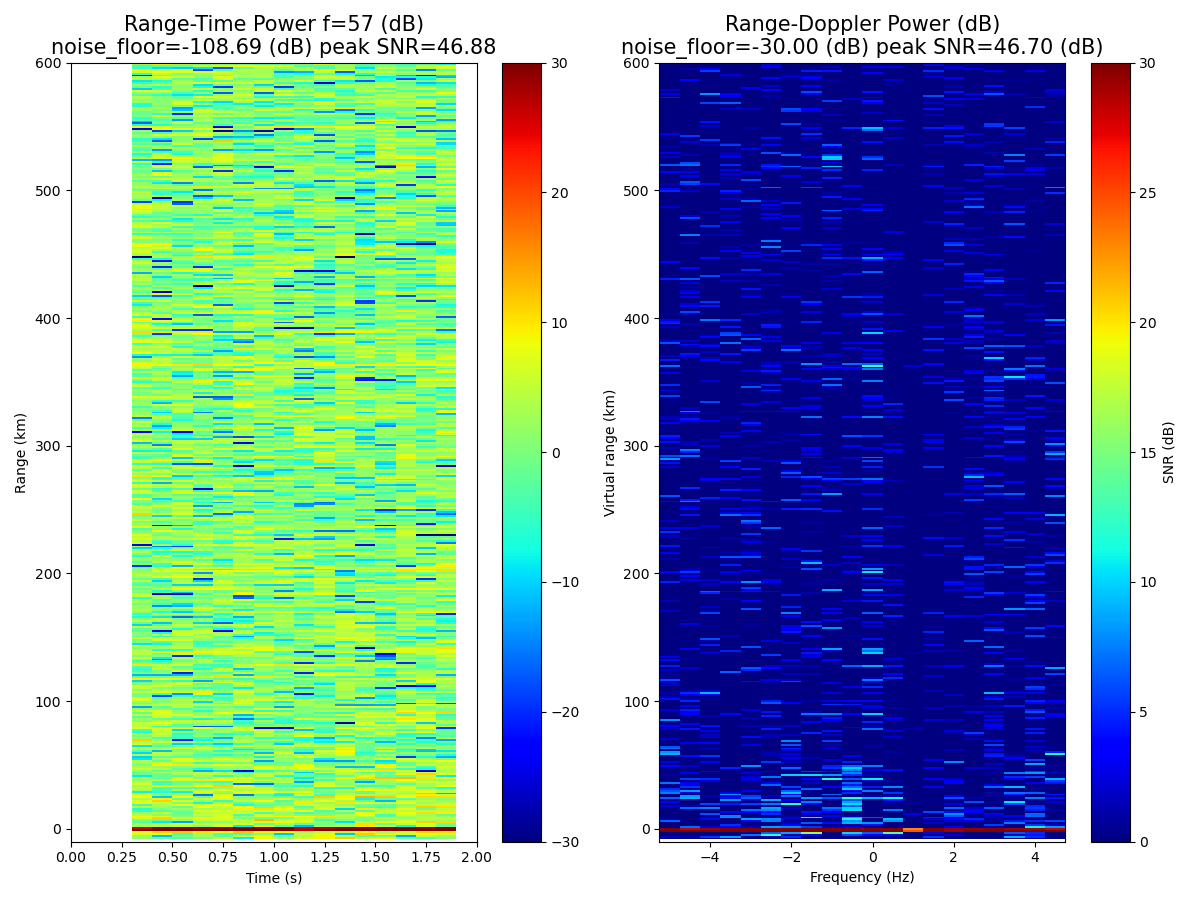 Range-Time Power f=57 (dB)
noise_floor=-108.69 (dB) peak SNR=46.88
Range (km)
600
500
400
300
200
100
0
0.00 0.25 0.50 0.75 1.00 1.25 1.50 1.75 2.00
Time (s)
30
20
10
0
−10
−20
−30
Range-Doppler Power (dB)
noise_floor=-30.00 (dB) peak SNR=46.70 (dB)
Virtual range (km)
600
500
400
300
200
100
0
−4 −2 0 2 4
Frequency (Hz)
30
25
20
15
10
5
0
SNR (dB)